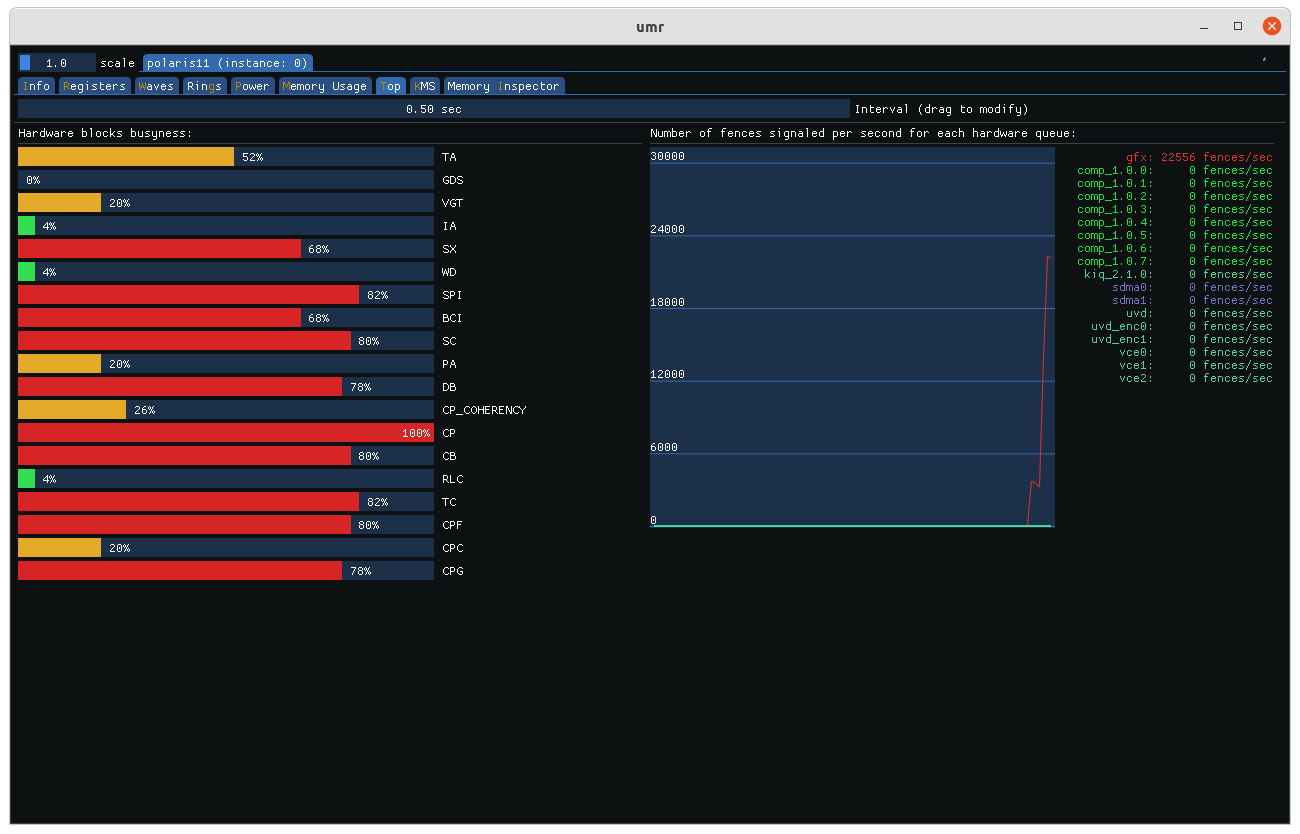 umr
1.0 scale polaris11 (instance: 0)
Info Registers Waves Rings Power Memory Usage Top KMS Memory Inspector
0.50 sec Interval (drag to modify)
Hardware blocks busyness:
52% TA
0% GDS
20% VGT
4% IA
68% SX
4% WD
82% SPI
68% BCI
80% SC
20% PA
78% DB
26% CP_COHERENCY
100% CP
80% CB
4% RLC
82% TC
80% CPF
20% CPC
78% CPG
Number of fences signaled per second for each hardware queue:
30000
24000
18000
12000
6000
0
gfx: 22556 fences/sec
comp_1.0.0: 0 fences/sec
comp_1.0.1: 0 fences/sec
comp_1.0.2: 0 fences/sec
comp_1.0.3: 0 fences/sec
comp_1.0.4: 0 fences/sec
comp_1.0.5: 0 fences/sec
comp_1.0.6: 0 fences/sec
comp_1.0.7: 0 fences/sec
kiq_2.1.0: 0 fences/sec
sdma0: 0 fences/sec
sdma1: 0 fences/sec
uvd: 0 fences/sec
uvd_enc0: 0 fences/sec
uvd_enc1: 0 fences/sec
vce0: 0 fences/sec
vce1: 0 fences/sec
vce2: 0 fences/sec